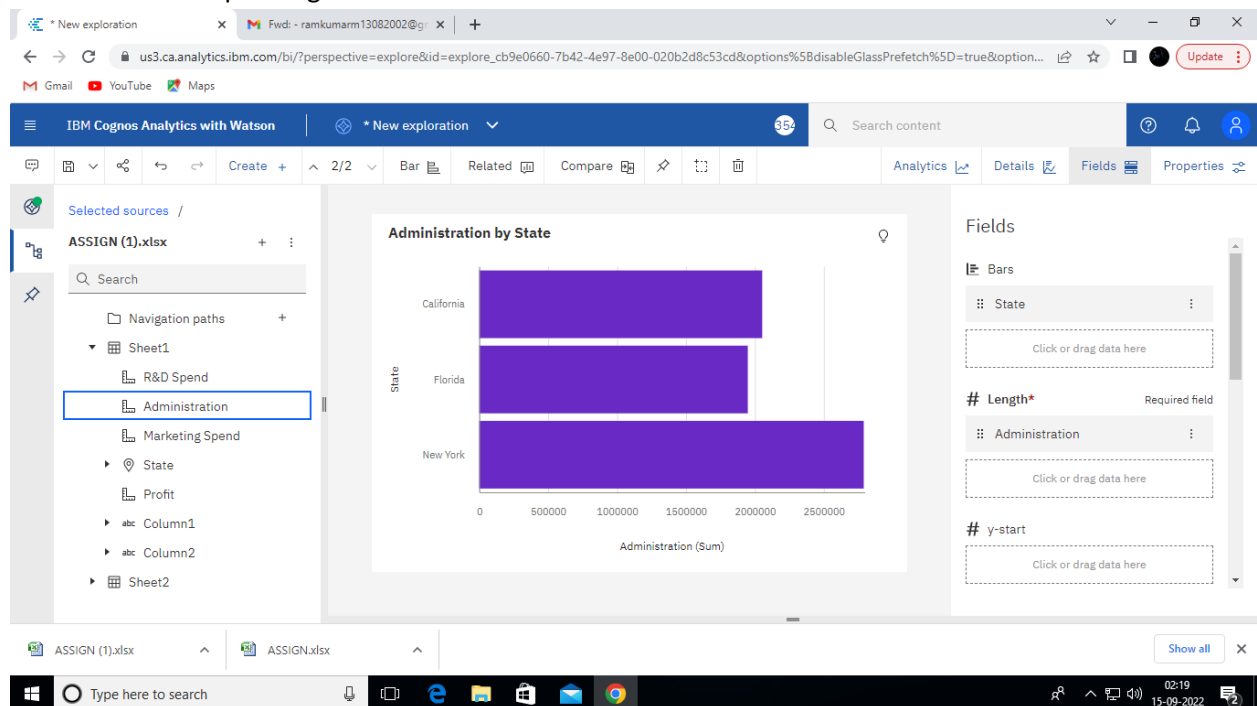 * New exploration
Fwd: - ramkumarm13082002@gr
us3.ca.analytics.ibm.com/bi/?perspective=explore&id=explore_cb9e0660-7b42-4e97-8e00-020b2d8c53cd&options%5BdisableGlassPrefetch%5D=true&option...
Update
Gmail YouTube Maps
IBM Cognos Analytics with Watson
* New exploration
354
Search content
Create + 2/2 Bar Related Compare
Analytics Details Fields Properties
Selected sources /
ASSIGN (1).xlsx
Search
Navigation paths +
Sheet1
R&D Spend
Administration
Marketing Spend
State
Profit
abc Column1
abc Column2
Sheet2
Administration by State
California
Florida
New York
State
0 500000 1000000 1500000 2000000 2500000
Administration (Sum)
Fields
Bars
State
Click or drag data here
# Length* Required field
Administration
Click or drag data here
# y-start
Click or drag data here
ASSIGN (1).xlsx
ASSIGN.xlsx
Show all
Type here to search
02:19
15-09-2022
2